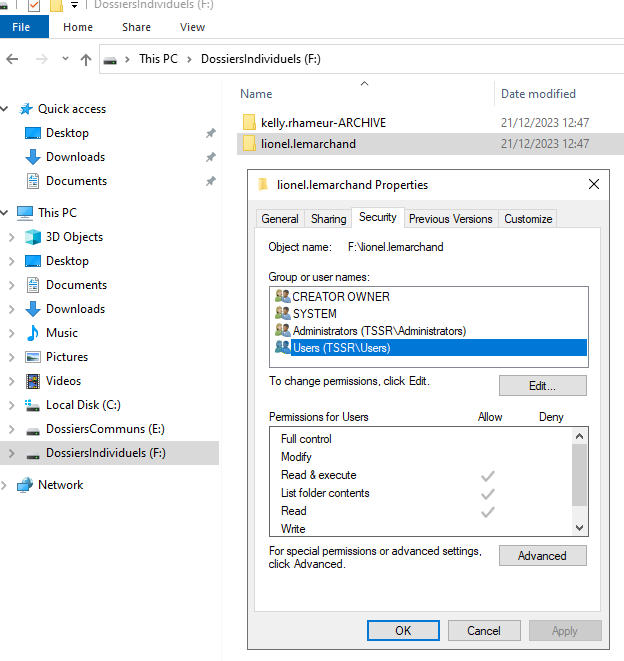 DossiersIndividuels (F:)
File Home Share View
This PC DossiersIndividuels (F:)
Name Date modified
Quick access
Desktop
Downloads
Documents
This PC
3D Objects
Desktop
Documents
Downloads
Music
Pictures
Videos
Local Disk (C:)
DossiersCommuns (E:)
DossiersIndividuels (F:)
Network
kelly.rhameur-ARCHIVE 21/12/2023 12:47
lionel.lemarchand 21/12/2023 12:47
lionel.lemarchand Properties
General Sharing Security Previous Versions Customize
Object name: F:\lionel.lemarchand
Group or user names:
CREATOR OWNER
SYSTEM
Administrators (TSSR\Administrators)
Users (TSSR\Users)
To change permissions, click Edit. Edit...
Permissions for Users Allow Deny
Full control
Modify
Read & execute
List folder contents
Read
Write
For special permissions or advanced settings,
click Advanced.
Advanced
OK Cancel Apply